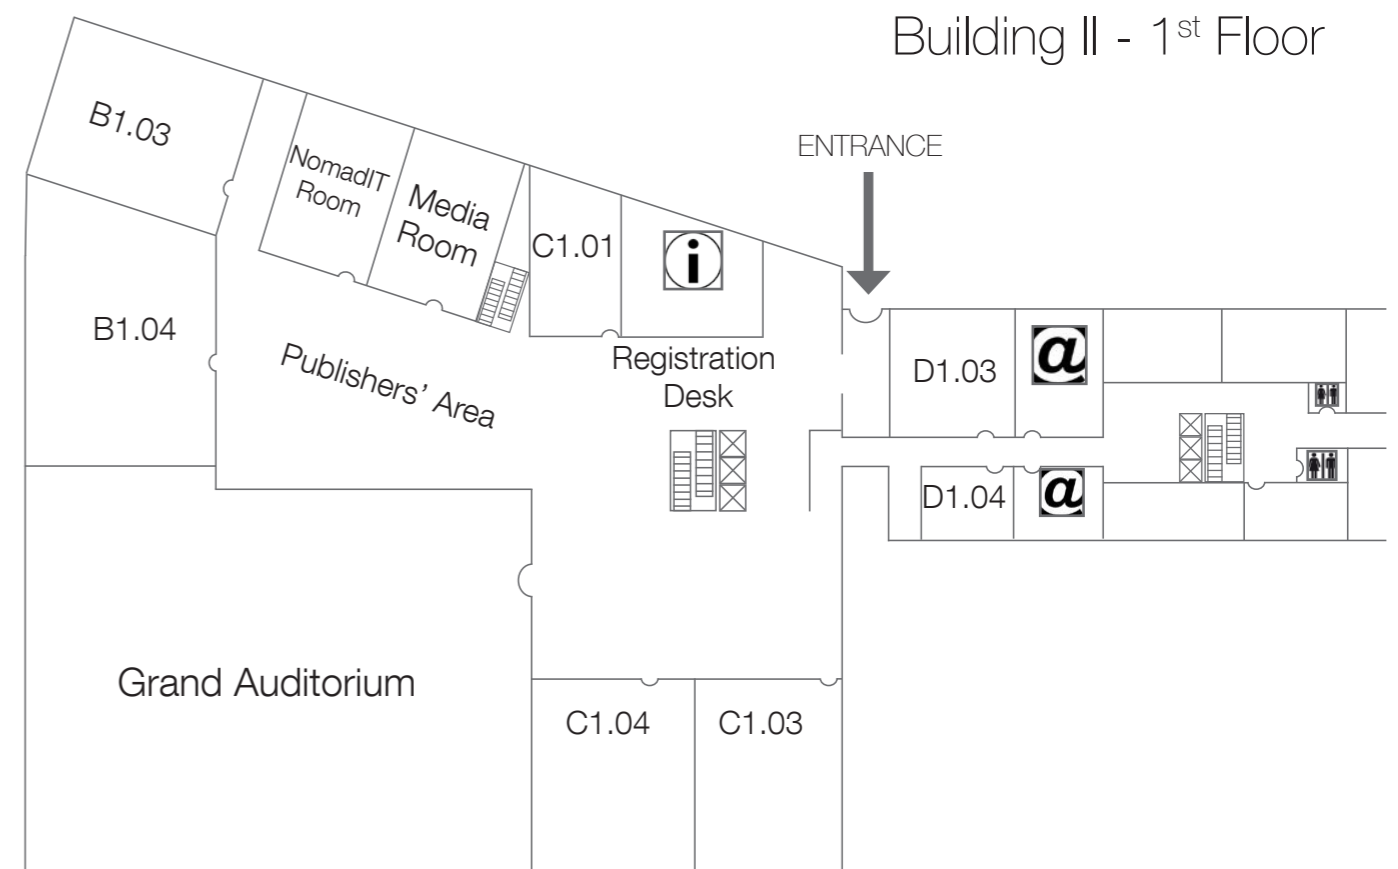 Building II - 1st Floor
ENTRANCE
B1.03
NomadIT
Room
Media
Room
C1.01
i
B1.04
Publishers' Area
Registration
Desk
D1.03
@
D1.04
@
Grand Auditorium
C1.04
C1.03